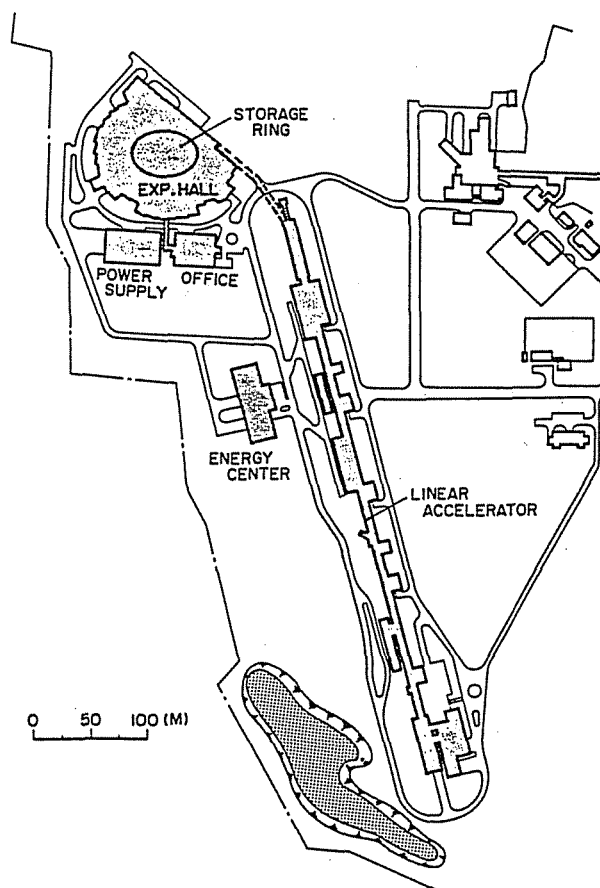 STORAGE
RING
EXP. HALL
POWER
SUPPLY
OFFICE
ENERGY
CENTER
LINEAR
ACCELERATOR
0 50 100 (M)